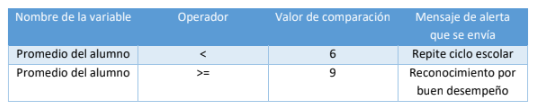 Nombre de la variable Operador Valor de comparación Mensaje de alerta
que se envía
Promedio del alumno < 6 Repite ciclo escolar
Promedio del alumno >= 9 Reconocimiento por
buen desempeño